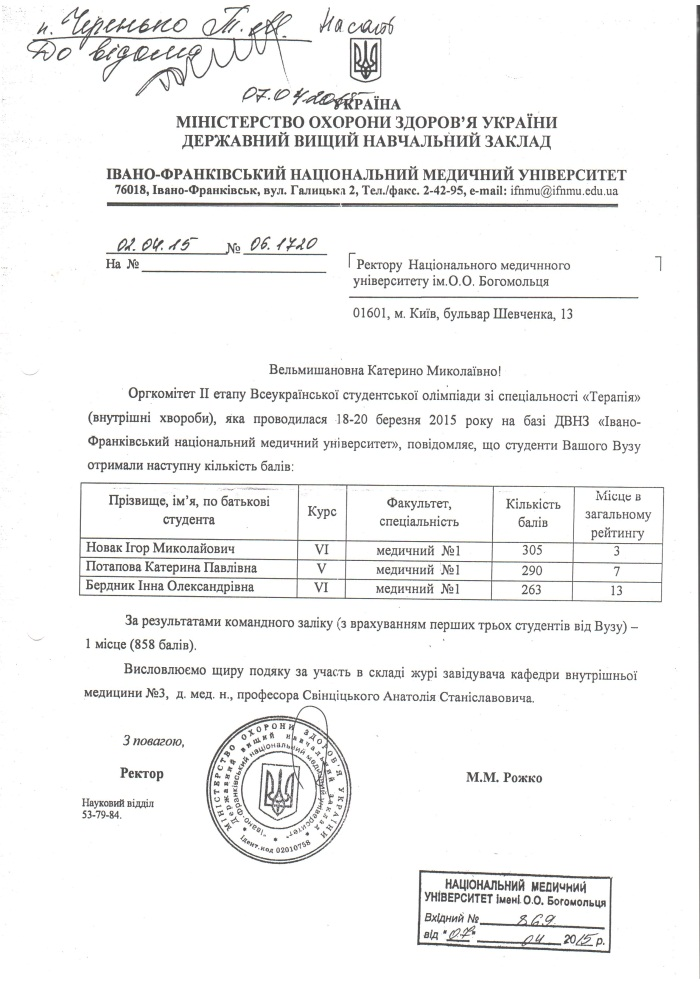 п. Черенько Т.М.
До відома
07.04.2015
УКРАЇНА
МІНІСТЕРСТВО ОХОРОНИ ЗДОРОВ'Я УКРАЇНИ
ДЕРЖАВНИЙ ВИЩИЙ НАВЧАЛЬНИЙ ЗАКЛАД
ІВАНО-ФРАНКІВСЬКИЙ НАЦІОНАЛЬНИЙ МЕДИЧНИЙ УНІВЕРСИТЕТ
76018, Івано-Франківськ, вул. Галицька 2, Тел./факс. 2-42-95, e-mail: ifnmu@ifnmu.edu.ua
02.04.15 № 06.1720
На №
Ректору Національного медичнного
університету ім.О.О. Богомольця
01601, м. Київ, бульвар Шевченка, 13
Вельмишановна Катерино Миколаївно!
Оргкомітет ІІ етапу Всеукраїнської студентської олімпіади зі спеціальності «Терапія»
(внутрішні хвороби), яка проводилася 18-20 березня 2015 року на базі ДВНЗ «Івано-
Франківський національний медичний університет», повідомляє, що студенти Вашого Вузу
отримали наступну кількість балів:
Прізвище, ім'я, по батькові студента Курс Факультет, спеціальність Кількість балів Місце в загальному рейтингу
Новак Ігор Миколайович VI медичний №1 305 3
Потапова Катерина Павлівна V медичний №1 290 7
Бердник Інна Олександрівна VI медичний №1 263 13
За результатами командного заліку (з врахуванням перших трьох студентів від Вузу) –
1 місце (858 балів).
Висловлюємо щиру подяку за участь в складі журі завідувача кафедри внутрішньої
медицини №3, д. мед. н., професора Свінціцького Анатолія Станіславовича.
З повагою,
Ректор М.М. Рожко
Науковий відділ
53-79-84.
МІНІСТЕРСТВО ОХОРОНИ ЗДОРОВ'Я УКРАЇНИ
Державний вищий навчальний заклад
"Івано-Франківський національний медичний університет"
Ідент.код 02010758
НАЦІОНАЛЬНИЙ МЕДИЧНИЙ
УНІВЕРСИТЕТ імені О.О. Богомольця
Вхідний № 869
від "07" 04 2015 р.